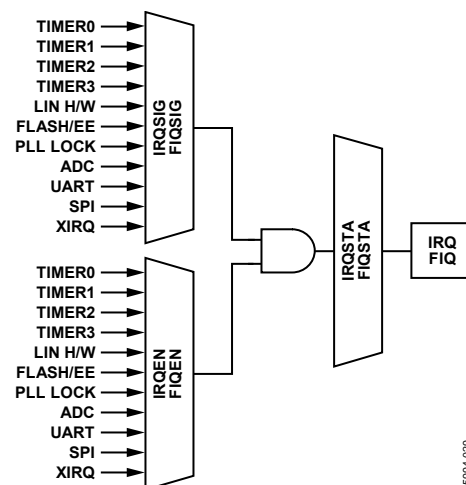 TIMER0
TIMER1
TIMER2
TIMER3
LIN H/W
FLASH/EE
PLL LOCK
ADC
UART
SPI
XIRQ
IRQSIG
FIQSIG
TIMER0
TIMER1
TIMER2
TIMER3
LIN H/W
FLASH/EE
PLL LOCK
ADC
UART
SPI
XIRQ
IRQEN
FIQEN
IRQSTA
FIQSTA
IRQ
FIQ